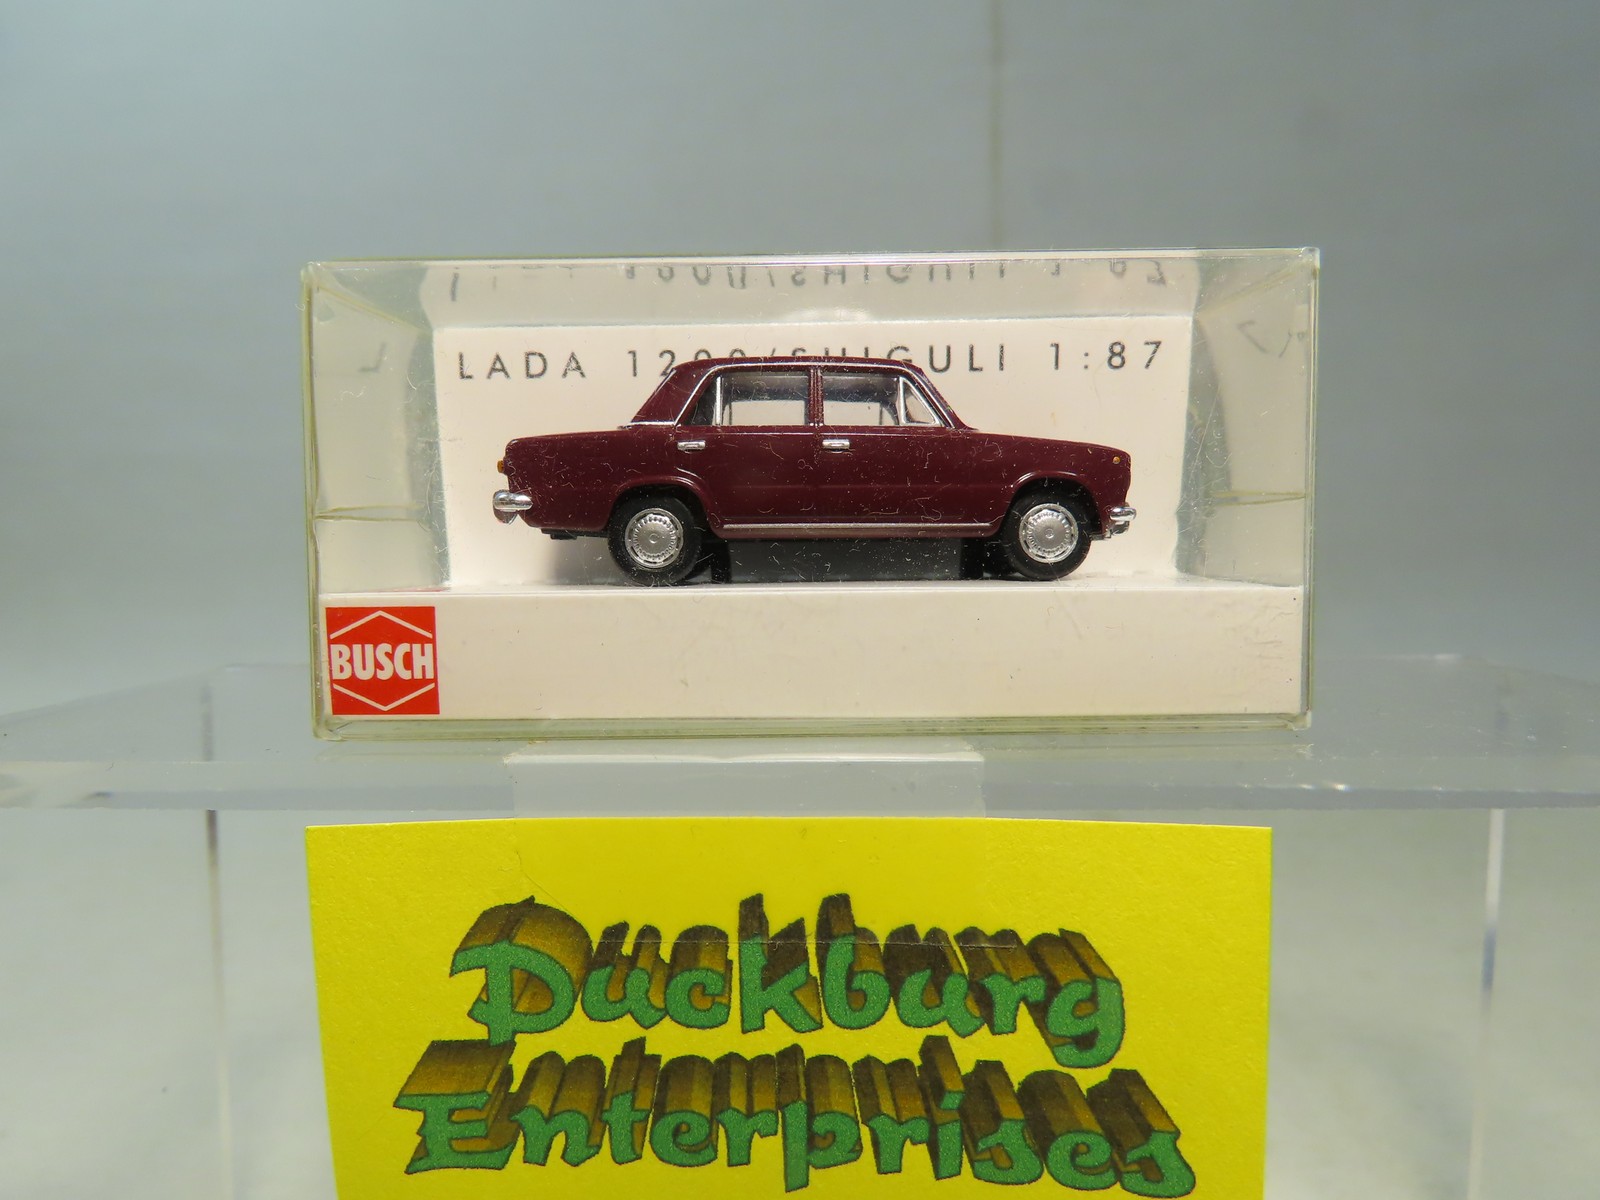 LADA 1200/SHIGULI 1:87
BUSCH
Duckburg
Enterprises